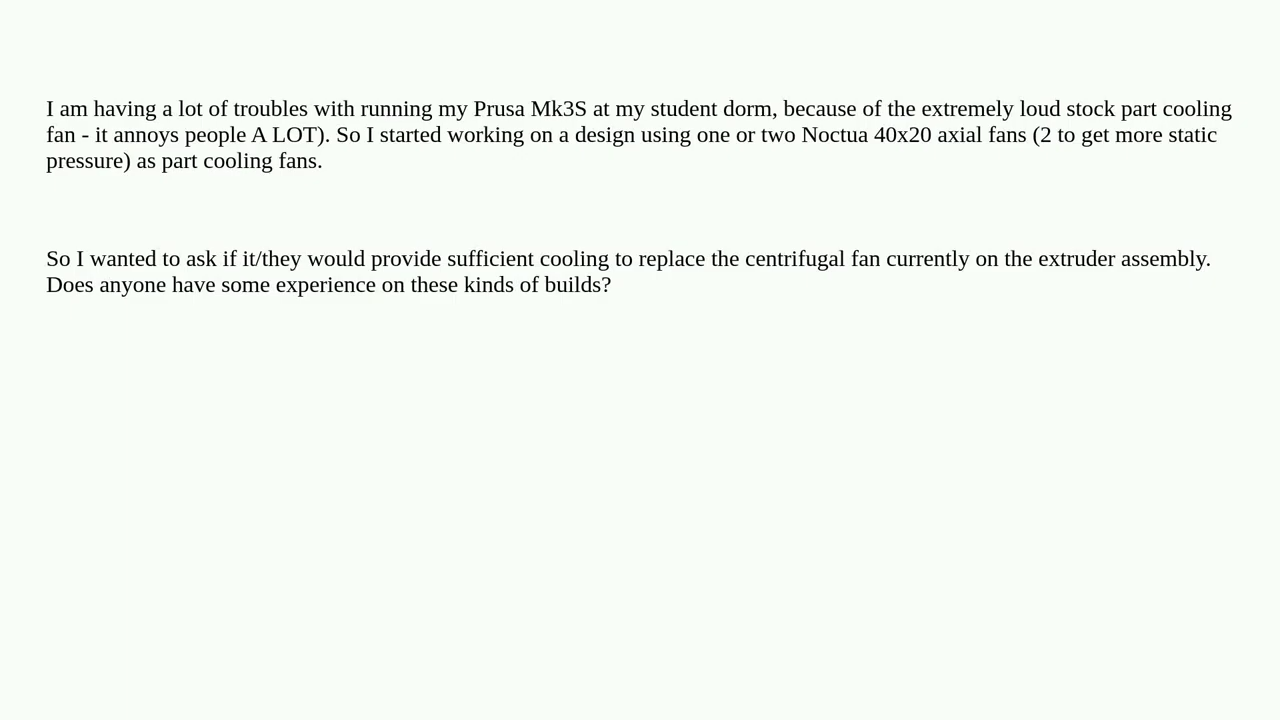 I am having a lot of troubles with running my Prusa Mk3S at my student dorm, because of the extremely loud stock part cooling
fan - it annoys people A LOT). So I started working on a design using one or two Noctua 40x20 axial fans (2 to get more static
pressure) as part cooling fans.
So I wanted to ask if it/they would provide sufficient cooling to replace the centrifugal fan currently on the extruder assembly.
Does anyone have some experience on these kinds of builds?